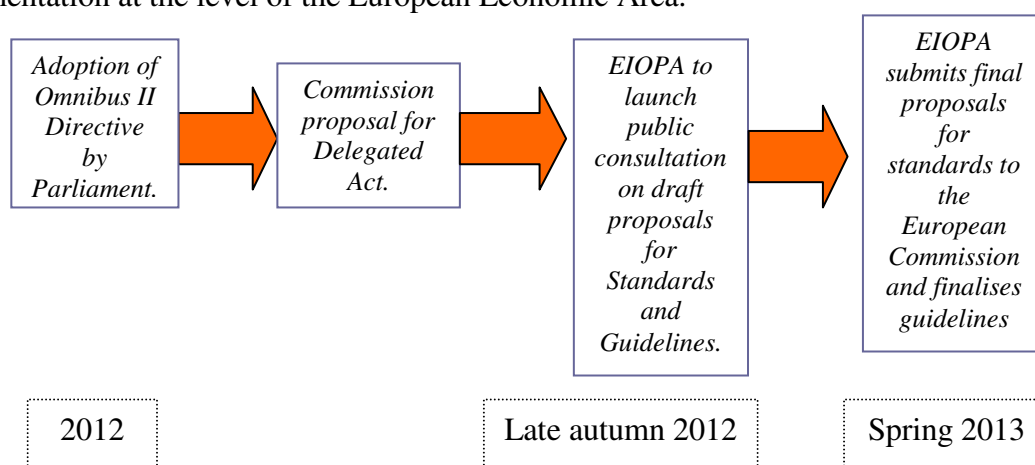 entation at the level of the European Economic Area.
Adoption of
Omnibus II
Directive
by
Parliament.
Commission
proposal for
Delegated
Act.
EIOPA to
launch
public
consultation
on draft
proposals
for
Standards
and
Guidelines.
EIOPA
submits final
proposals
for
standards to
the
European
Commission
and finalises
guidelines
2012
Late autumn 2012
Spring 2013